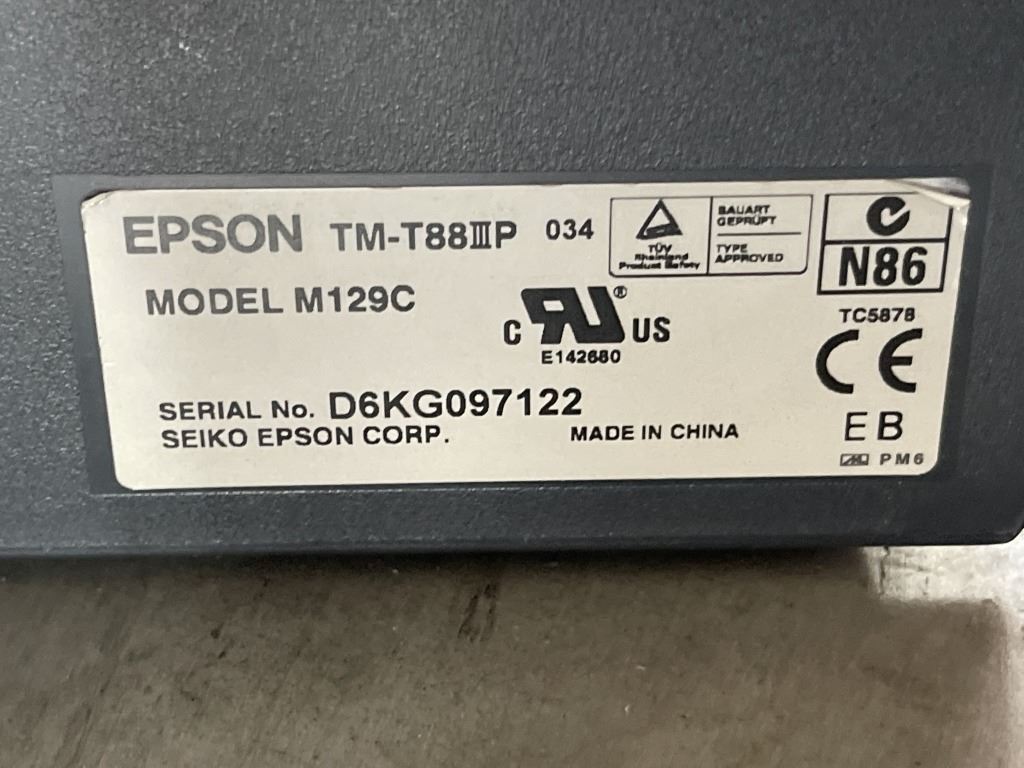 EPSON TM-T88ⅢP 034
TÜV
Rheinland
Product Safety
BAUART
GEPRÜFT
TYPE
APPROVED
N86
MODEL M129C
C RU® US
E142680
TC5878
CE
SERIAL No. D6KG097122
SEIKO EPSON CORP. MADE IN CHINA
EB
PM6